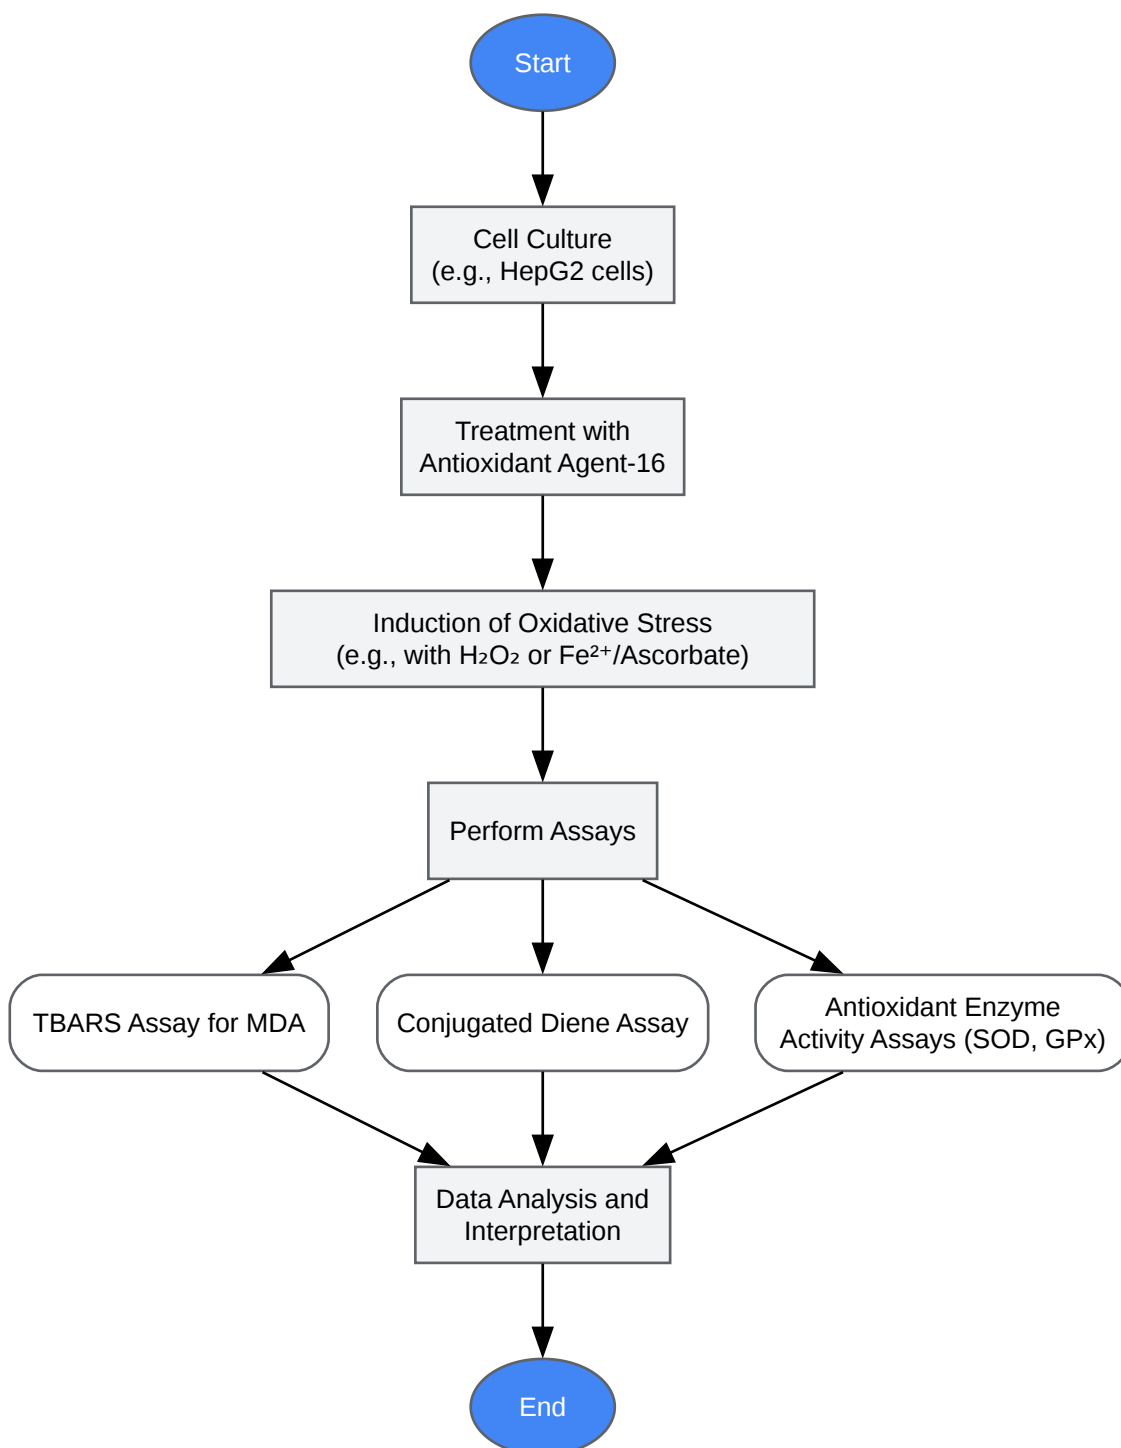 Start
Cell Culture
(e.g., HepG2 cells)
Treatment with
Antioxidant Agent-16
Induction of Oxidative Stress
(e.g., with H₂O₂ or Fe²⁺/Ascorbate)
Perform Assays
TBARS Assay for MDA
Conjugated Diene Assay
Antioxidant Enzyme
Activity Assays (SOD, GPx)
Data Analysis and
Interpretation
End